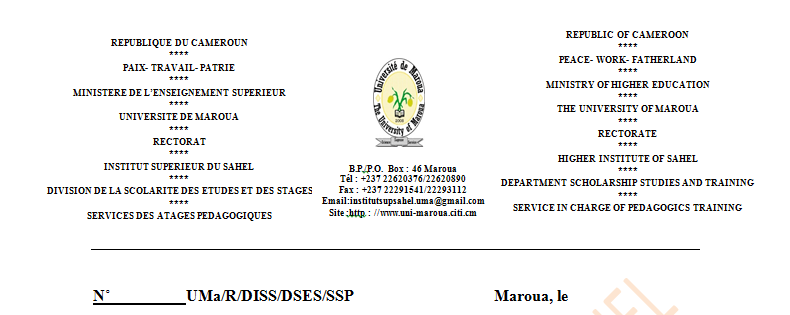 REPUBLIQUE DU CAMEROUN
****
PAIX- TRAVAIL- PATRIE
****
MINISTERE DE L'ENSEIGNEMENT SUPERIEUR
****
UNIVERSITE DE MAROUA
****
RECTORAT
****
INSTITUT SUPERIEUR DU SAHEL
****
DIVISION DE LA SCOLARITE DES ETUDES ET DES STAGES
****
SERVICES DES ATAGES PEDAGOGIQUES
Université de Maroua
The University of Maroua
2008
B.P./P.O. Box : 46 Maroua
Tél : +237 22620376/22620890
Fax : +237 22291541/22293112
Email:institutsupsahel.uma@gmail.com
Site :http : //www.uni-maroua.citi.cm
REPUBLIC OF CAMEROON
****
PEACE- WORK- FATHERLAND
****
MINISTRY OF HIGHER EDUCATION
****
THE UNIVERSITY OF MAROUA
****
RECTORATE
****
HIGHER INSTITUTE OF SAHEL
****
DEPARTMENT SCHOLARSHIP STUDIES AND TRAINING
****
SERVICE IN CHARGE OF PEDAGOGICS TRAINING
N° UMa/R/DISS/DSES/SSP
Maroua, le
HEL